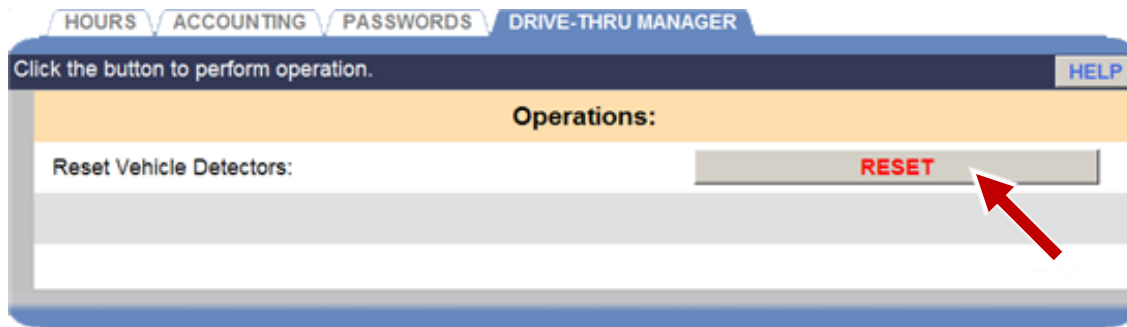 HOURS ACCOUNTING PASSWORDS DRIVE-THRU MANAGER
Click the button to perform operation. HELP
Operations:
Reset Vehicle Detectors: RESET